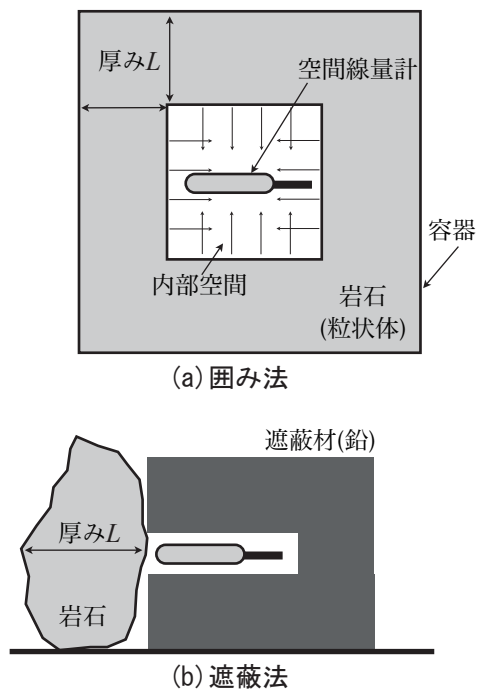 厚みL
空間線量計
容器
内部空間
岩石
(粒状体)
(a) 囲み法
遮蔽材(鉛)
厚みL
岩石
(b) 遮蔽法